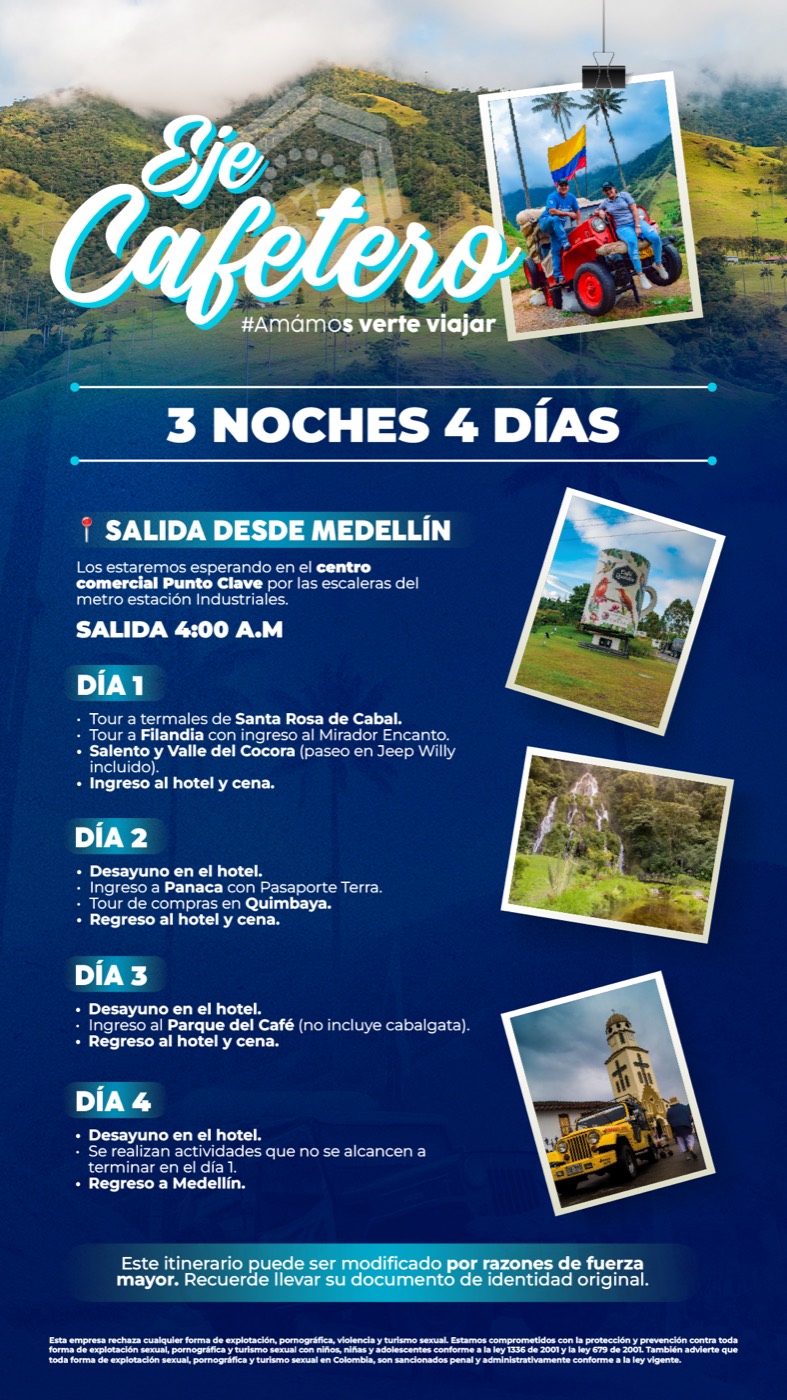 Eje
Cafetero
#Amámos verte viajar
3 NOCHES 4 DÍAS
SALIDA DESDE MEDELLÍN
Los estaremos esperando en el centro
comercial Punto Clave por las escaleras del
metro estación Industriales.
SALIDA 4:00 A.M
DÍA 1
• Tour a termales de Santa Rosa de Cabal.
• Tour a Filandia con ingreso al Mirador Encanto.
• Salento y Valle del Cocora (paseo en Jeep Willy
incluido).
• Ingreso al hotel y cena.
DÍA 2
• Desayuno en el hotel.
• Ingreso a Panaca con Pasaporte Terra.
• Tour de compras en Quimbaya.
• Regreso al hotel y cena.
DÍA 3
• Desayuno en el hotel.
• Ingreso al Parque del Café (no incluye cabalgata).
• Regreso al hotel y cena.
DÍA 4
• Desayuno en el hotel.
• Se realizan actividades que no se alcancen a
terminar en el día 1.
• Regreso a Medellín.
Este itinerario puede ser modificado por razones de fuerza
mayor. Recuerde llevar su documento de identidad original.
Esta empresa rechaza cualquier forma de explotación, pornográfica, violencia y turismo sexual. Estamos comprometidos con la protección y prevención contra toda
forma de explotación sexual, pornográfica y turismo sexual con niños, niñas y adolescentes conforme a la ley 1336 de 2001 y la ley 679 de 2001. También advierte que
toda forma de explotación sexual, pornográfica y turismo sexual en Colombia, son sancionados penal y administrativamente conforme a la ley vigente.